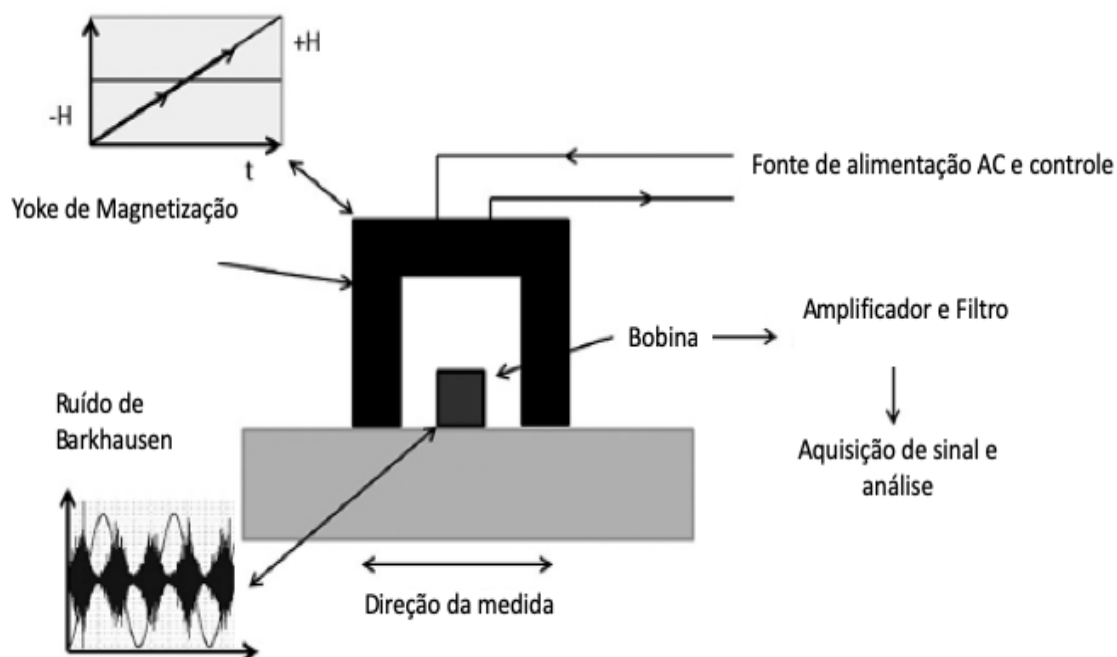 +H
-H
t
Fonte de alimentação AC e controle
Yoke de Magnetização
Amplificador e Filtro
Bobina
Ruído de
Barkhausen
Aquisição de sinal e
análise
Direção da medida